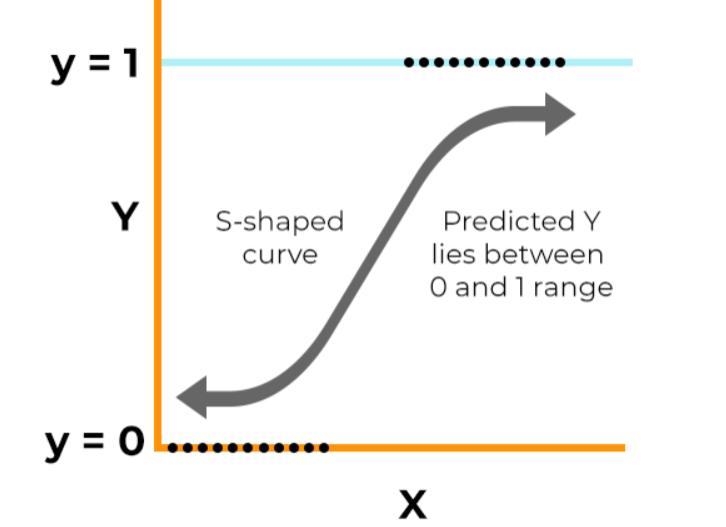 y = 1
Y
S-shaped
curve
Predicted Y
lies between
0 and 1 range
y = 0
X